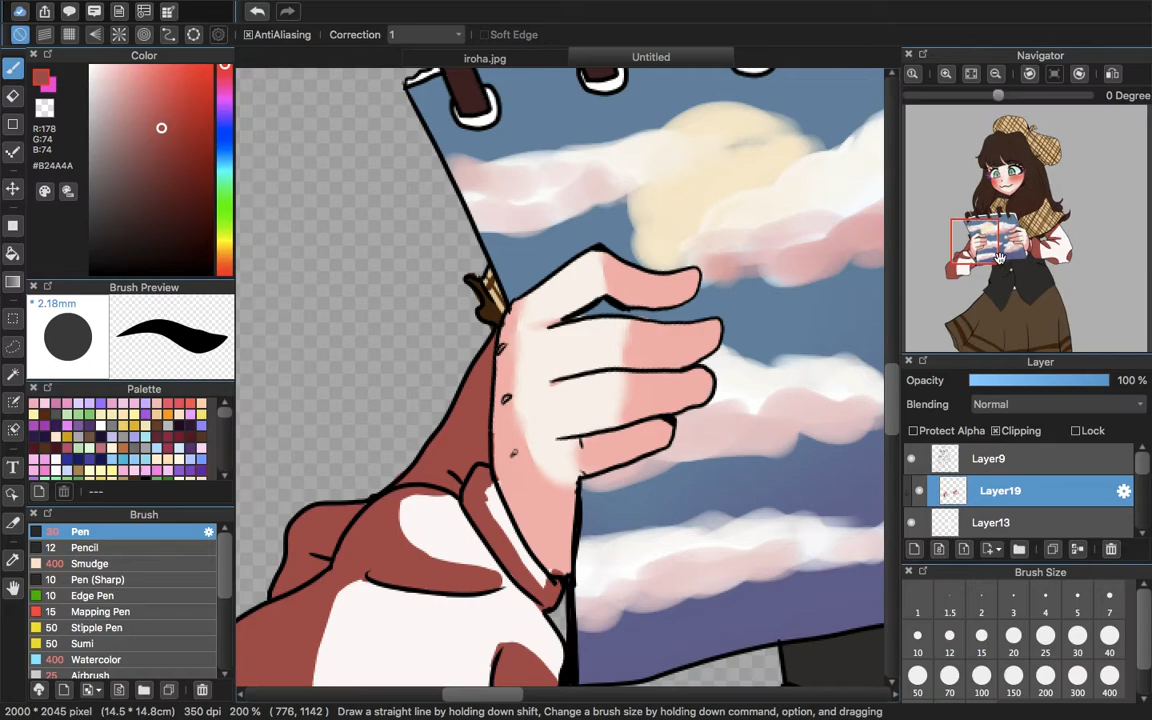 AntiAliasing Correction 1 Soft Edge
Color
iroha.jpg Untitled
Navigator
0 Degree
R:178
G:74
B:74
#B24A4A
Brush Preview
* 2.18mm
Palette
---
Brush
30 Pen
12 Pencil
400 Smudge
10 Pen (Sharp)
10 Edge Pen
15 Mapping Pen
50 Stipple Pen
50 Sumi
400 Watercolor
25 Airbrush
Layer
Opacity 100 %
Blending Normal
Protect Alpha Clipping Lock
Layer9
Layer19
Layer13
Brush Size
1 1.5 2 3 4 5 7
10 12 15 20 25 30 40
50 70 100 150 200 300 400
T
2000 * 2045 pixel (14.5 * 14.8cm) 350 dpi 200 % ( 776, 1142 ) Draw a straight line by holding down shift, Change a brush size by holding down command, option, and dragging